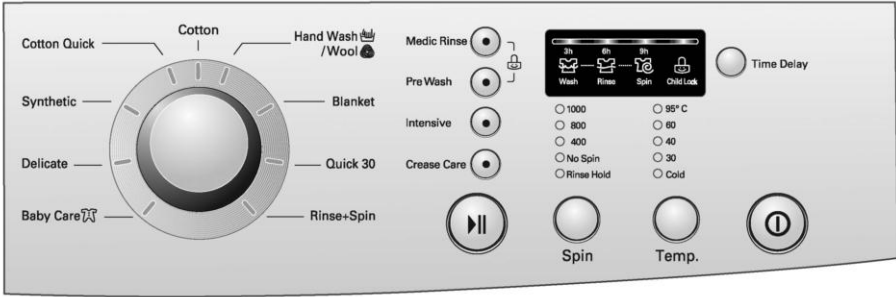 Cotton
Cotton Quick
Hand Wash
/Wool
Synthetic
Blanket
Delicate
Quick 30
Baby Care
Rinse+Spin
Medic Rinse
Pre Wash
Intensive
Crease Care
3h 6h 9h
Wash Rinse Spin Child Lock
Time Delay
1000
800
400
No Spin
Rinse Hold
95° C
60
40
30
Cold
Spin
Temp.